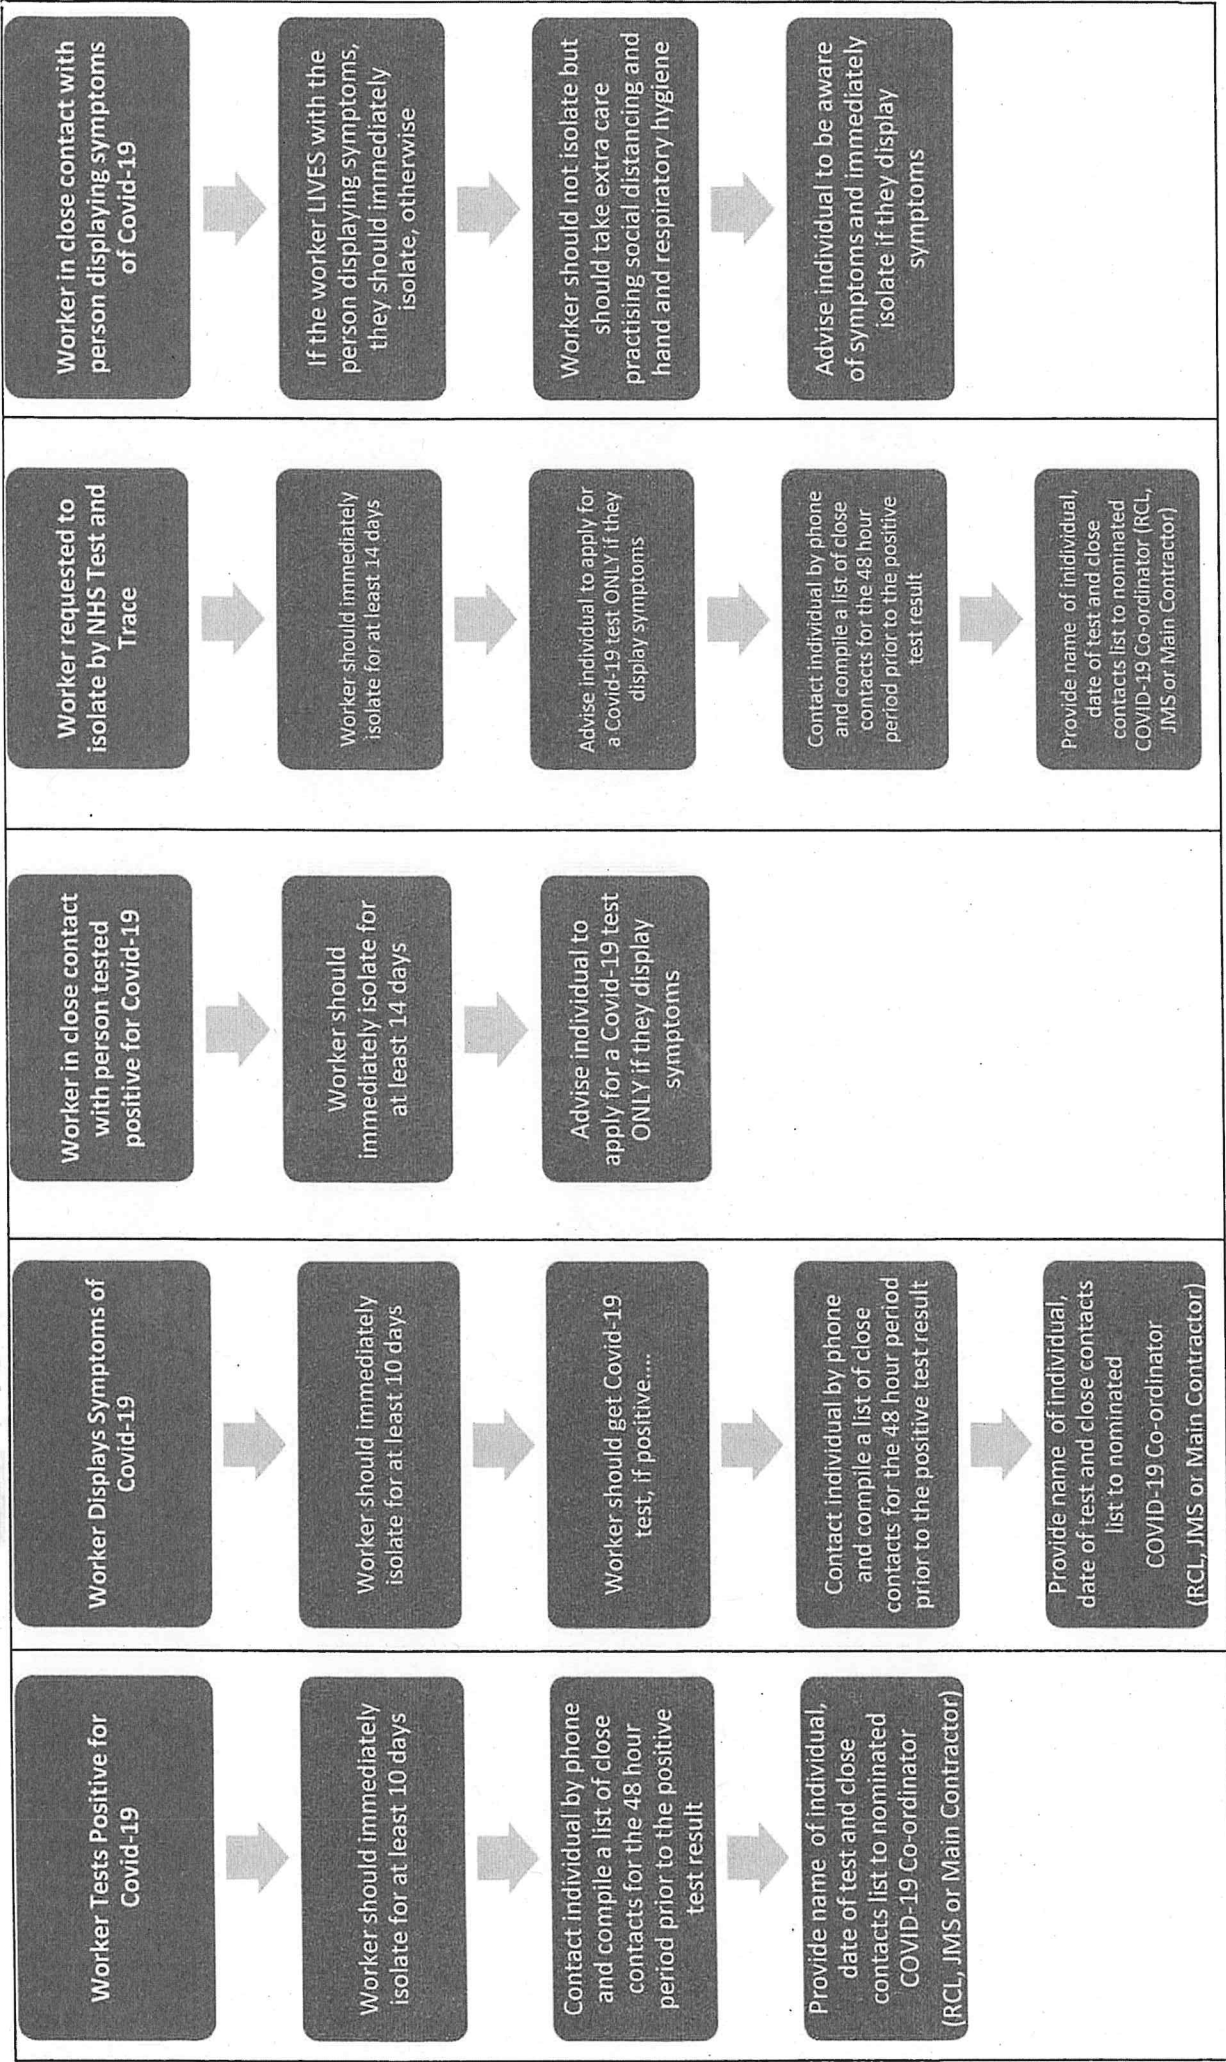 Worker Tests Positive for
Covid-19
Worker should immediately
isolate for at least 10 days
Contact individual by phone
and compile a list of close
contacts for the 48 hour
period prior to the positive
test result
Provide name of individual,
date of test and close
contacts list to nominated
COVID-19 Co-ordinator
(RCL, JMS or Main Contractor)
Worker Displays Symptoms of
Covid-19
Worker should immediately
isolate for at least 10 days
Worker should get Covid-19
test, if positive....
Contact individual by phone
and compile a list of close
contacts for the 48 hour period
prior to the positive test result
Provide name of individual,
date of test and close contacts
list to nominated
COVID-19 Co-ordinator
(RCL, JMS or Main Contractor)
Worker in close contact
with person tested
positive for Covid-19
Worker should
immediately isolate for
at least 14 days
Advise individual to
apply for a Covid-19 test
ONLY if they display
symptoms
Worker requested to
isolate by NHS Test and
Trace
Worker should immediately
isolate for at least 14 days
Advise individual to apply for
a Covid-19 test ONLY if they
display symptoms
Contact individual by phone
and compile a list of close
contacts for the 48 hour
period prior to the positive
test result
Provide name of inidividual,
date of test and close
contacts list to nominated
COVID-19 Co-ordinator (RCL,
JMS or Main Contractor)
Worker in close contact with
person displaying symptoms
of Covid-19
If the worker LIVES with the
person displaying symptoms,
they should immediately
isolate, otherwise
Worker should not isolate but
should take extra care
practising social distancing and
hand and respiratory hygiene
Advise individual to be aware
of symptoms and immediately
isolate if they display
symptoms